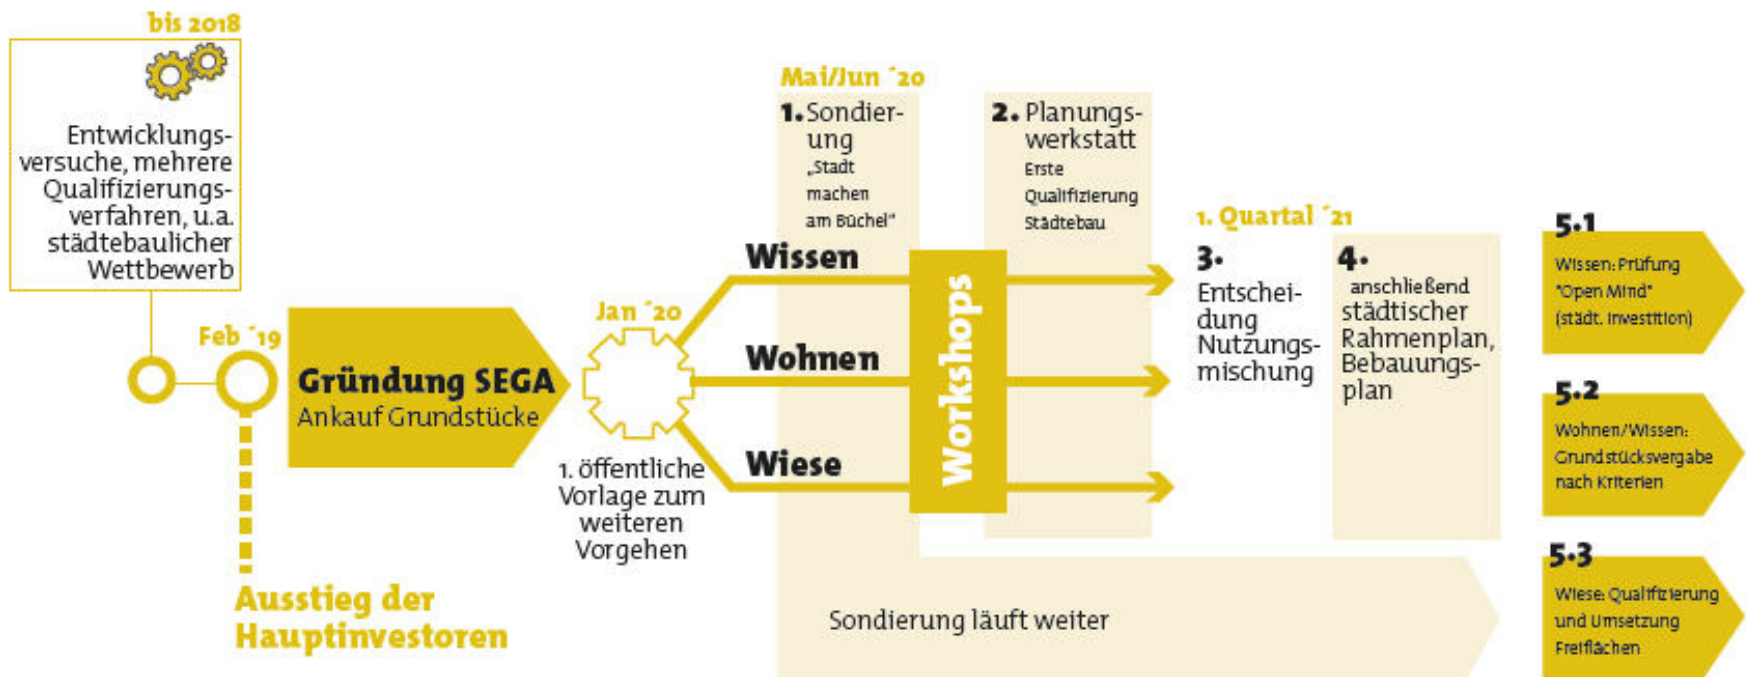 bis 2018
Entwicklungs-
versuche, mehrere
Qualifizierungs-
verfahren, u.a.
städtebaulicher
Wettbewerb
Feb ´19
Ausstieg der
Hauptinvestoren
Gründung SEGA
Ankauf Grundstücke
Jan ´20
1. öffentliche
Vorlage zum
weiteren
Vorgehen
Mai/Jun ´20
1. Sondier-
ung
„Stadt
machen
am Büchel“
Wissen
Wohnen
Wiese
Workshops
2. Planungs-
werkstatt
Erste
Qualifizierung
Städtebau
Sondierung läuft weiter
1. Quartal ´21
3.
Entschei-
dung
Nutzungs-
mischung
4.
anschließend
städtischer
Rahmenplan,
Bebauungs-
plan
5.1
Wissen: Prüfung
"Open Mind"
(städt. Investition)
5.2
Wohnen/Wissen:
Grundstücksvergabe
nach Kriterien
5.3
Wiese: Qualifizierung
und Umsetzung
Freiflächen